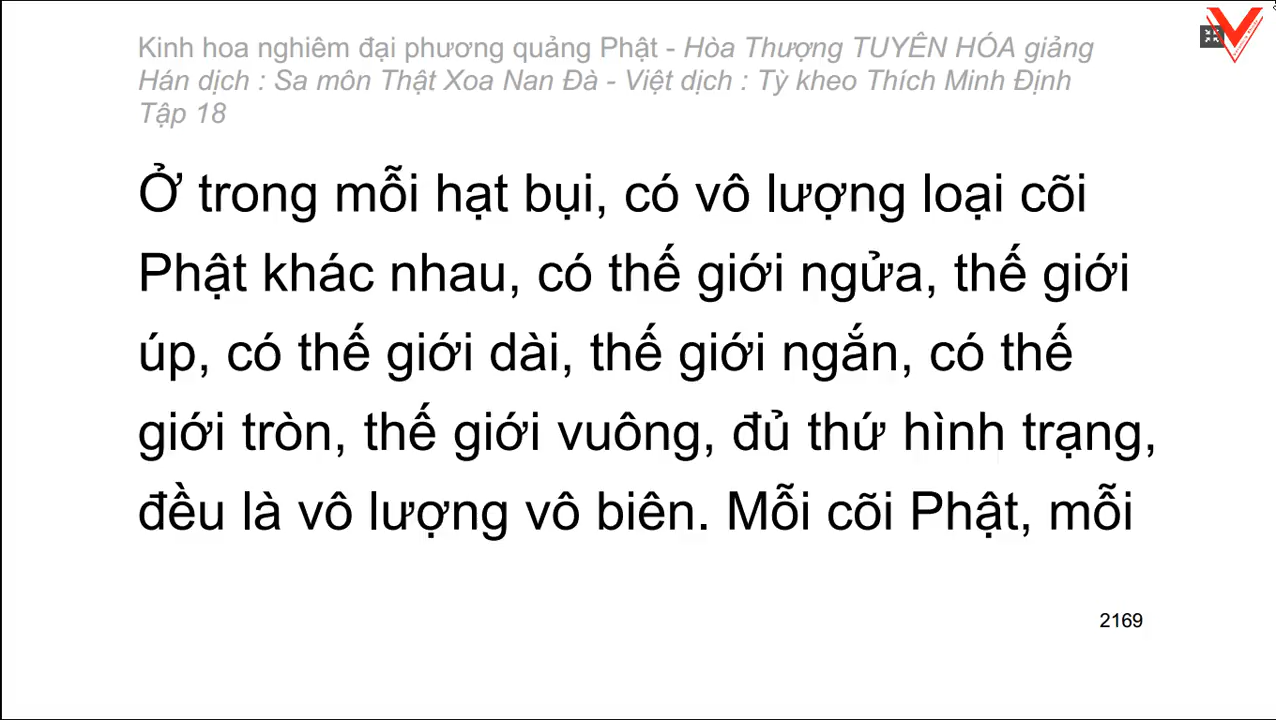 Kinh hoa nghiêm đại phương quảng Phật - Hòa Thượng TUYÊN HÓA giảng
Hán dịch : Sa môn Thật Xoa Nan Đà - Việt dịch : Tỳ kheo Thích Minh Định
Tập 18
Ở trong mỗi hạt bụi, có vô lượng loại cõi
Phật khác nhau, có thế giới ngửa, thế giới
úp, có thế giới dài, thế giới ngắn, có thế
giới tròn, thế giới vuông, đủ thứ hình trạng,
đều là vô lượng vô biên. Mỗi cõi Phật, mỗi
2169